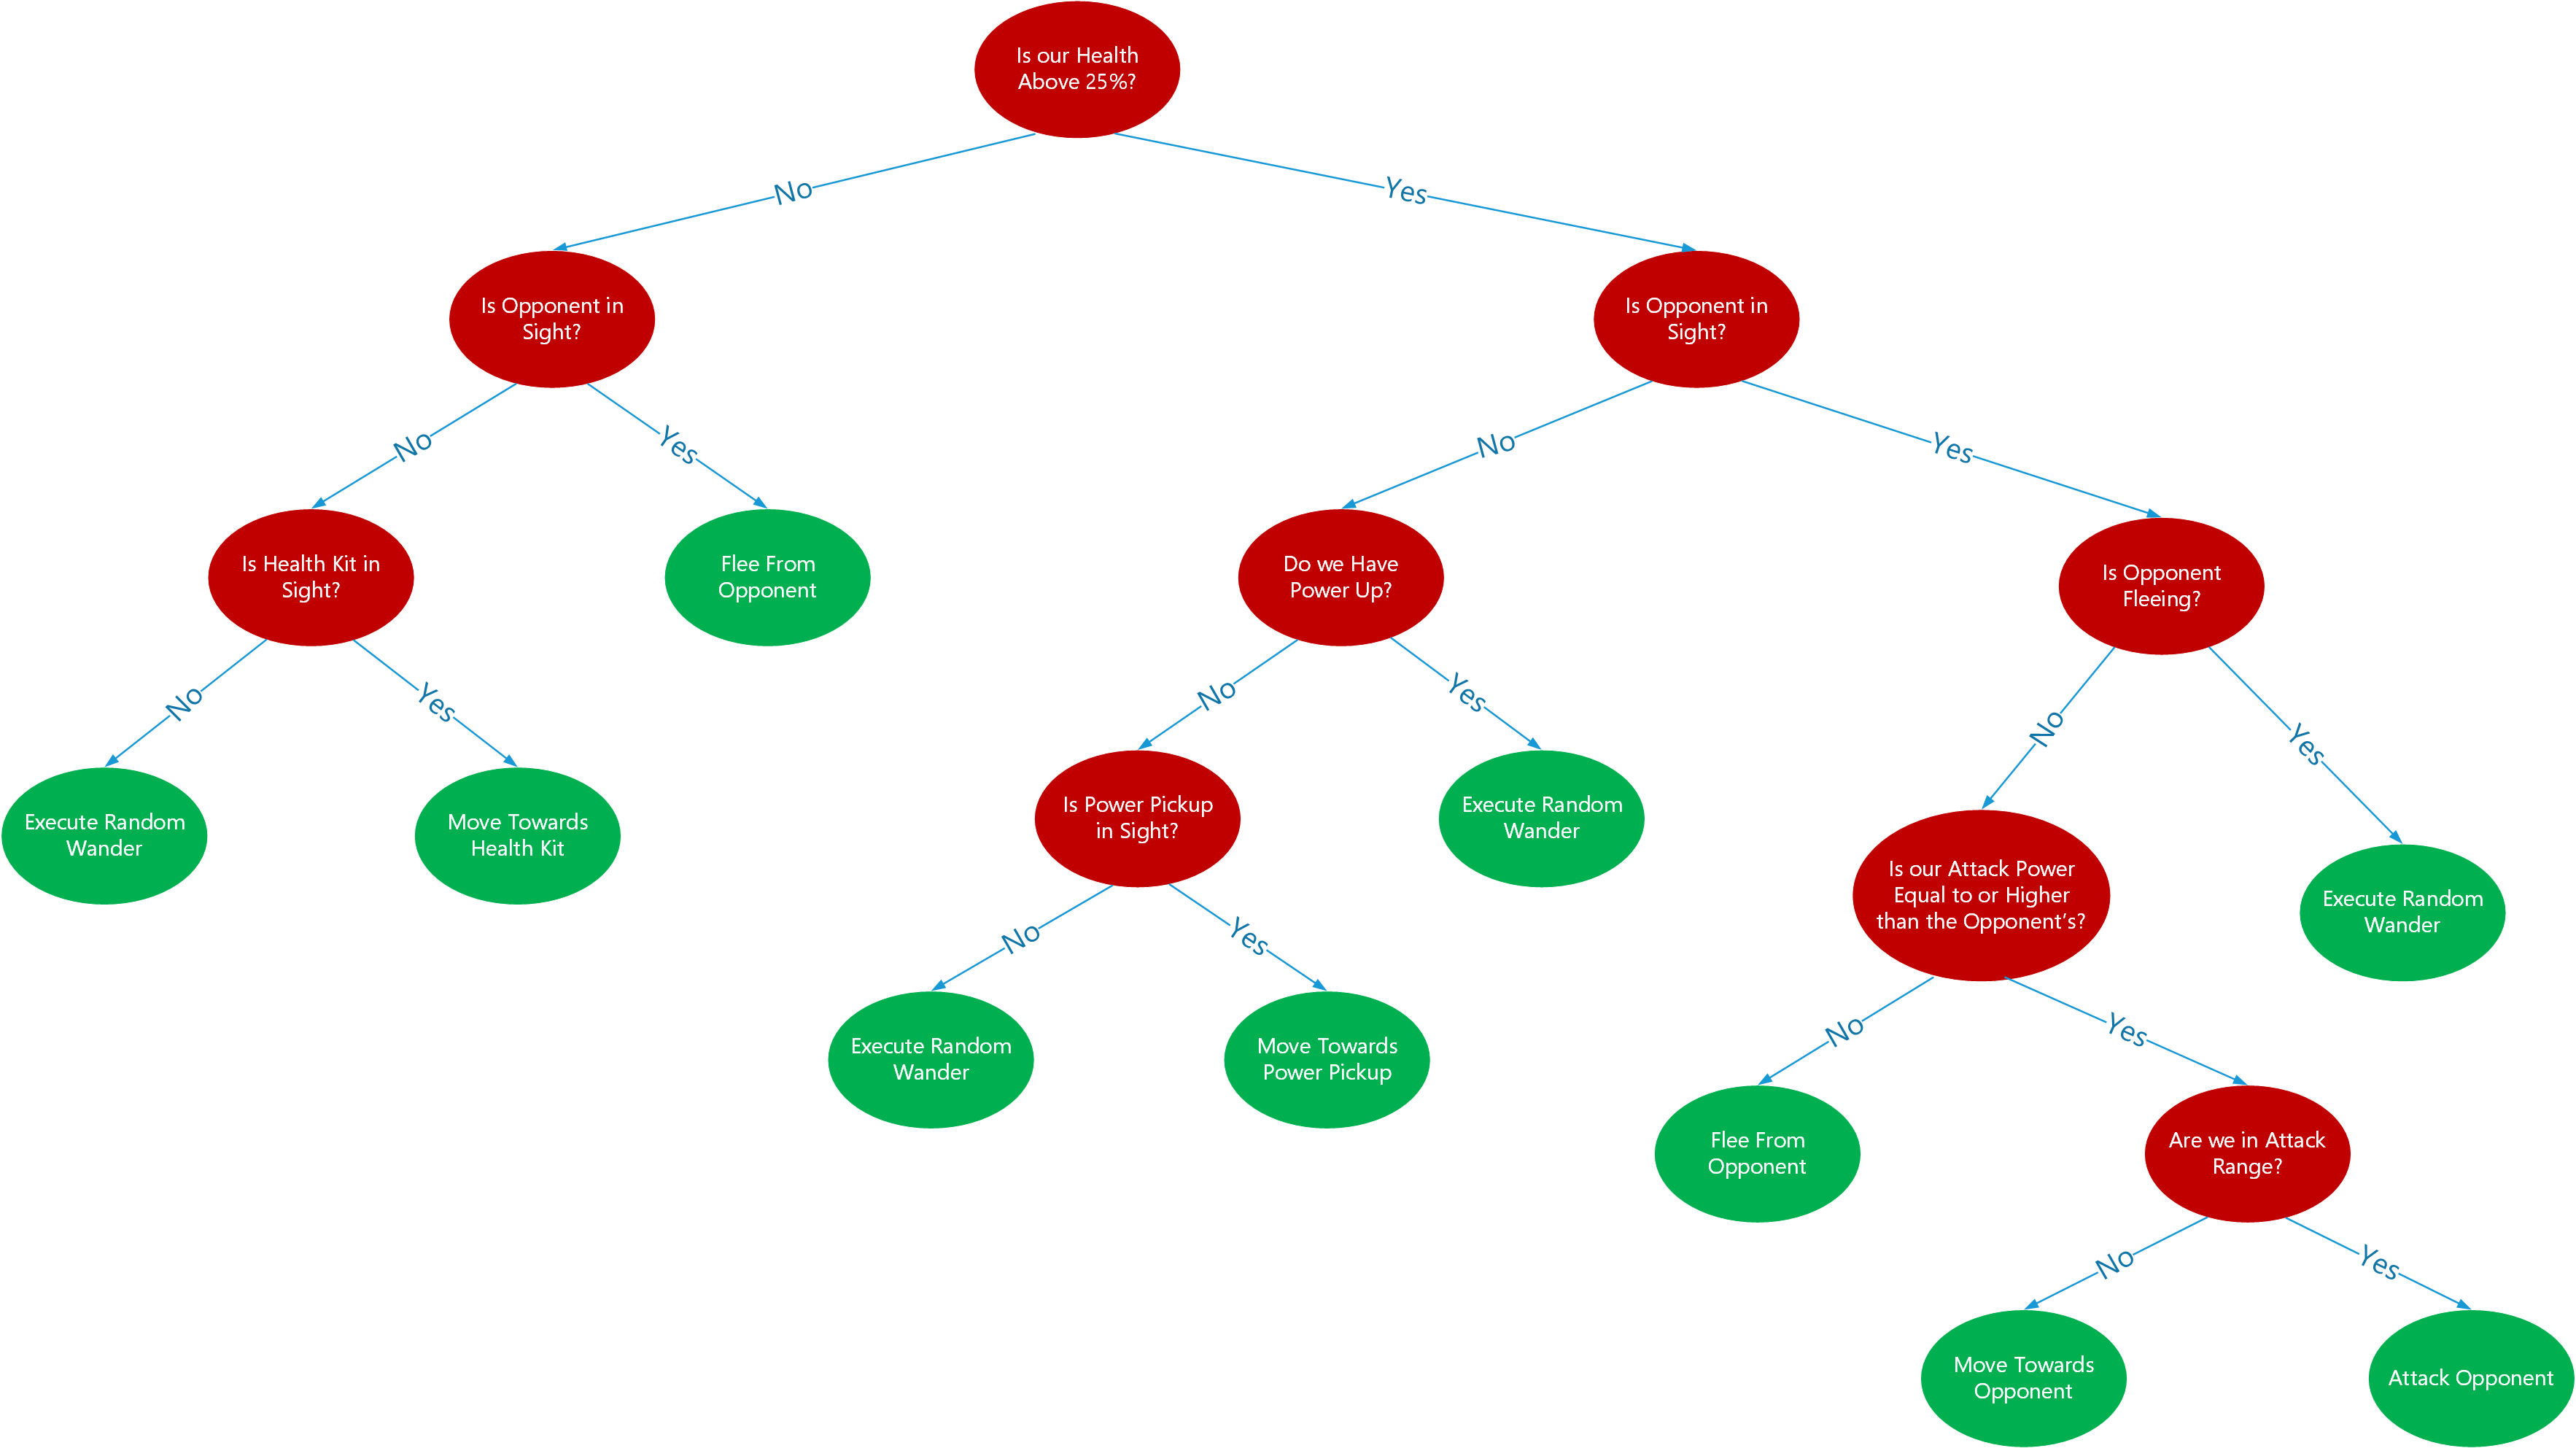 Is our Health
Above 25%?
No
Yes
Is Opponent in
Sight?
Is Opponent in
Sight?
No
Yes
No
Yes
Is Health Kit in
Sight?
Flee From
Opponent
Do we Have
Power Up?
Is Opponent
Fleeing?
No
Yes
No
Yes
No
Yes
Execute Random
Wander
Move Towards
Health Kit
Is Power Pickup
in Sight?
Execute Random
Wander
Is our Attack Power
Equal to or Higher
than the Opponent's?
Execute Random
Wander
No
Yes
No
Yes
Execute Random
Wander
Move Towards
Power Pickup
Flee From
Opponent
Are we in Attack
Range?
No
Yes
Move Towards
Opponent
Attack Opponent